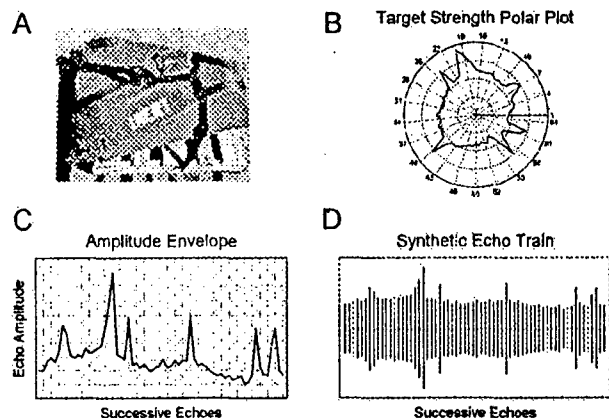 A
B
Target Strength Polar Plot
C
Amplitude Envelope
Echo Amplitude
Successive Echoes
D
Synthetic Echo Train
Successive Echoes